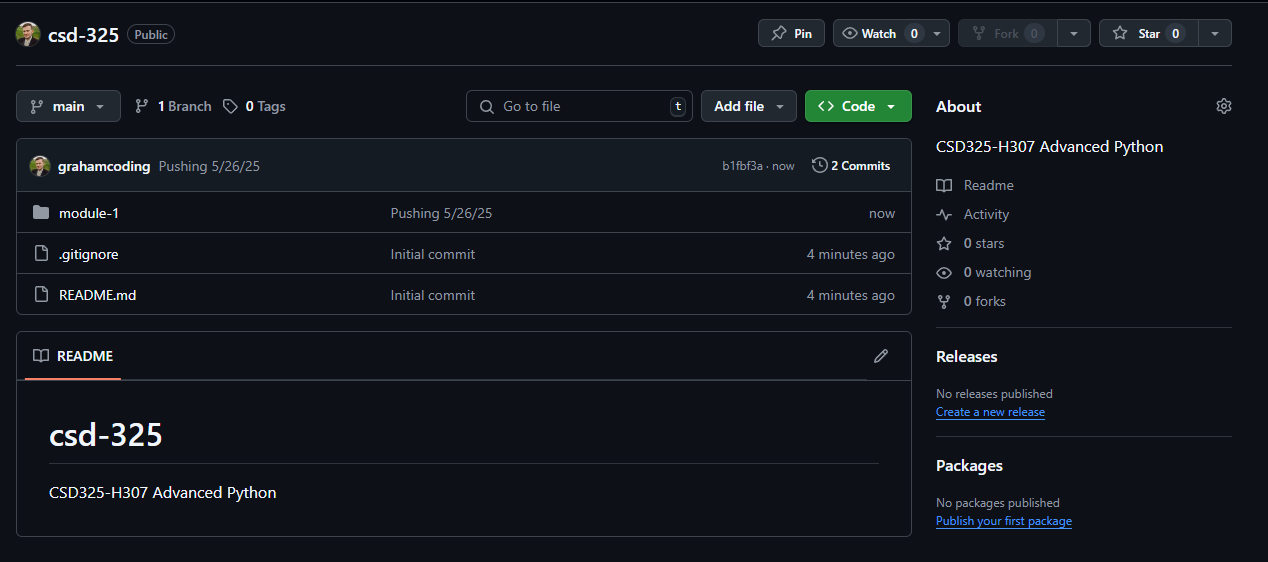 csd-325 Public
Pin
Watch 0
Fork 0
Star 0
main
1 Branch
0 Tags
Go to file t
Add file
Code
grahamcoding Pushing 5/26/25 b1fbf3a · now 2 Commits
module-1 Pushing 5/26/25 now
.gitignore Initial commit 4 minutes ago
README.md Initial commit 4 minutes ago
README
csd-325
CSD325-H307 Advanced Python
About
CSD325-H307 Advanced Python
Readme
Activity
0 stars
0 watching
0 forks
Releases
No releases published
Create a new release
Packages
No packages published
Publish your first package